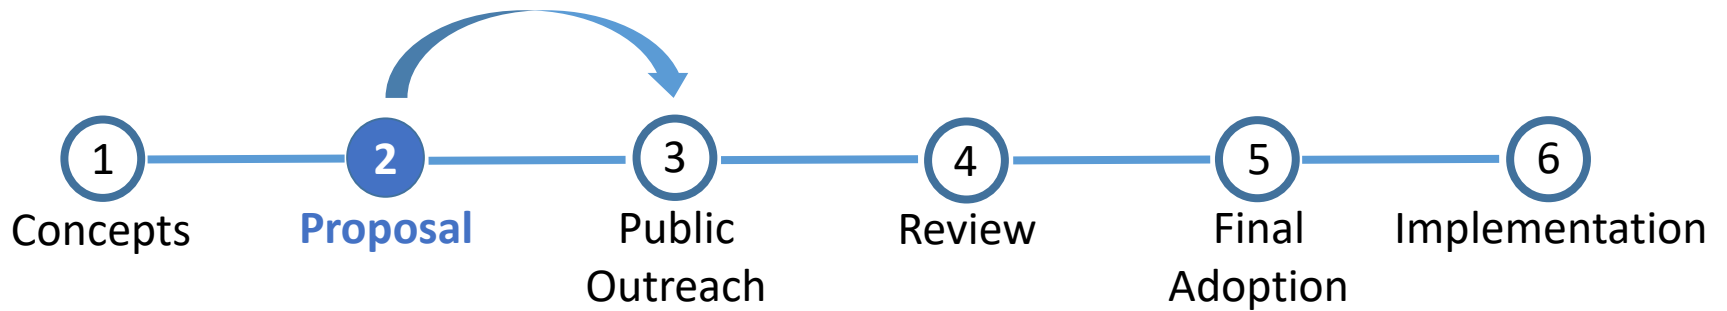 1 2 3 4 5 6
Concepts Proposal Public Review Final Implementation
Outreach Adoption